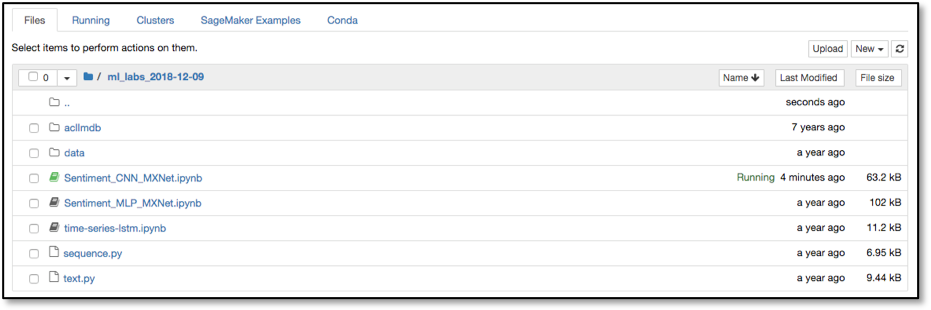 Files Running Clusters SageMaker Examples Conda
Select items to perform actions on them. Upload New
0 / ml_labs_2018-12-09 Name Last Modified File size
.. seconds ago
aclImdb 7 years ago
data a year ago
Sentiment_CNN_MXNet.ipynb Running 4 minutes ago 63.2 kB
Sentiment_MLP_MXNet.ipynb a year ago 102 kB
time-series-lstm.ipynb a year ago 11.2 kB
sequence.py a year ago 6.95 kB
text.py a year ago 9.44 kB